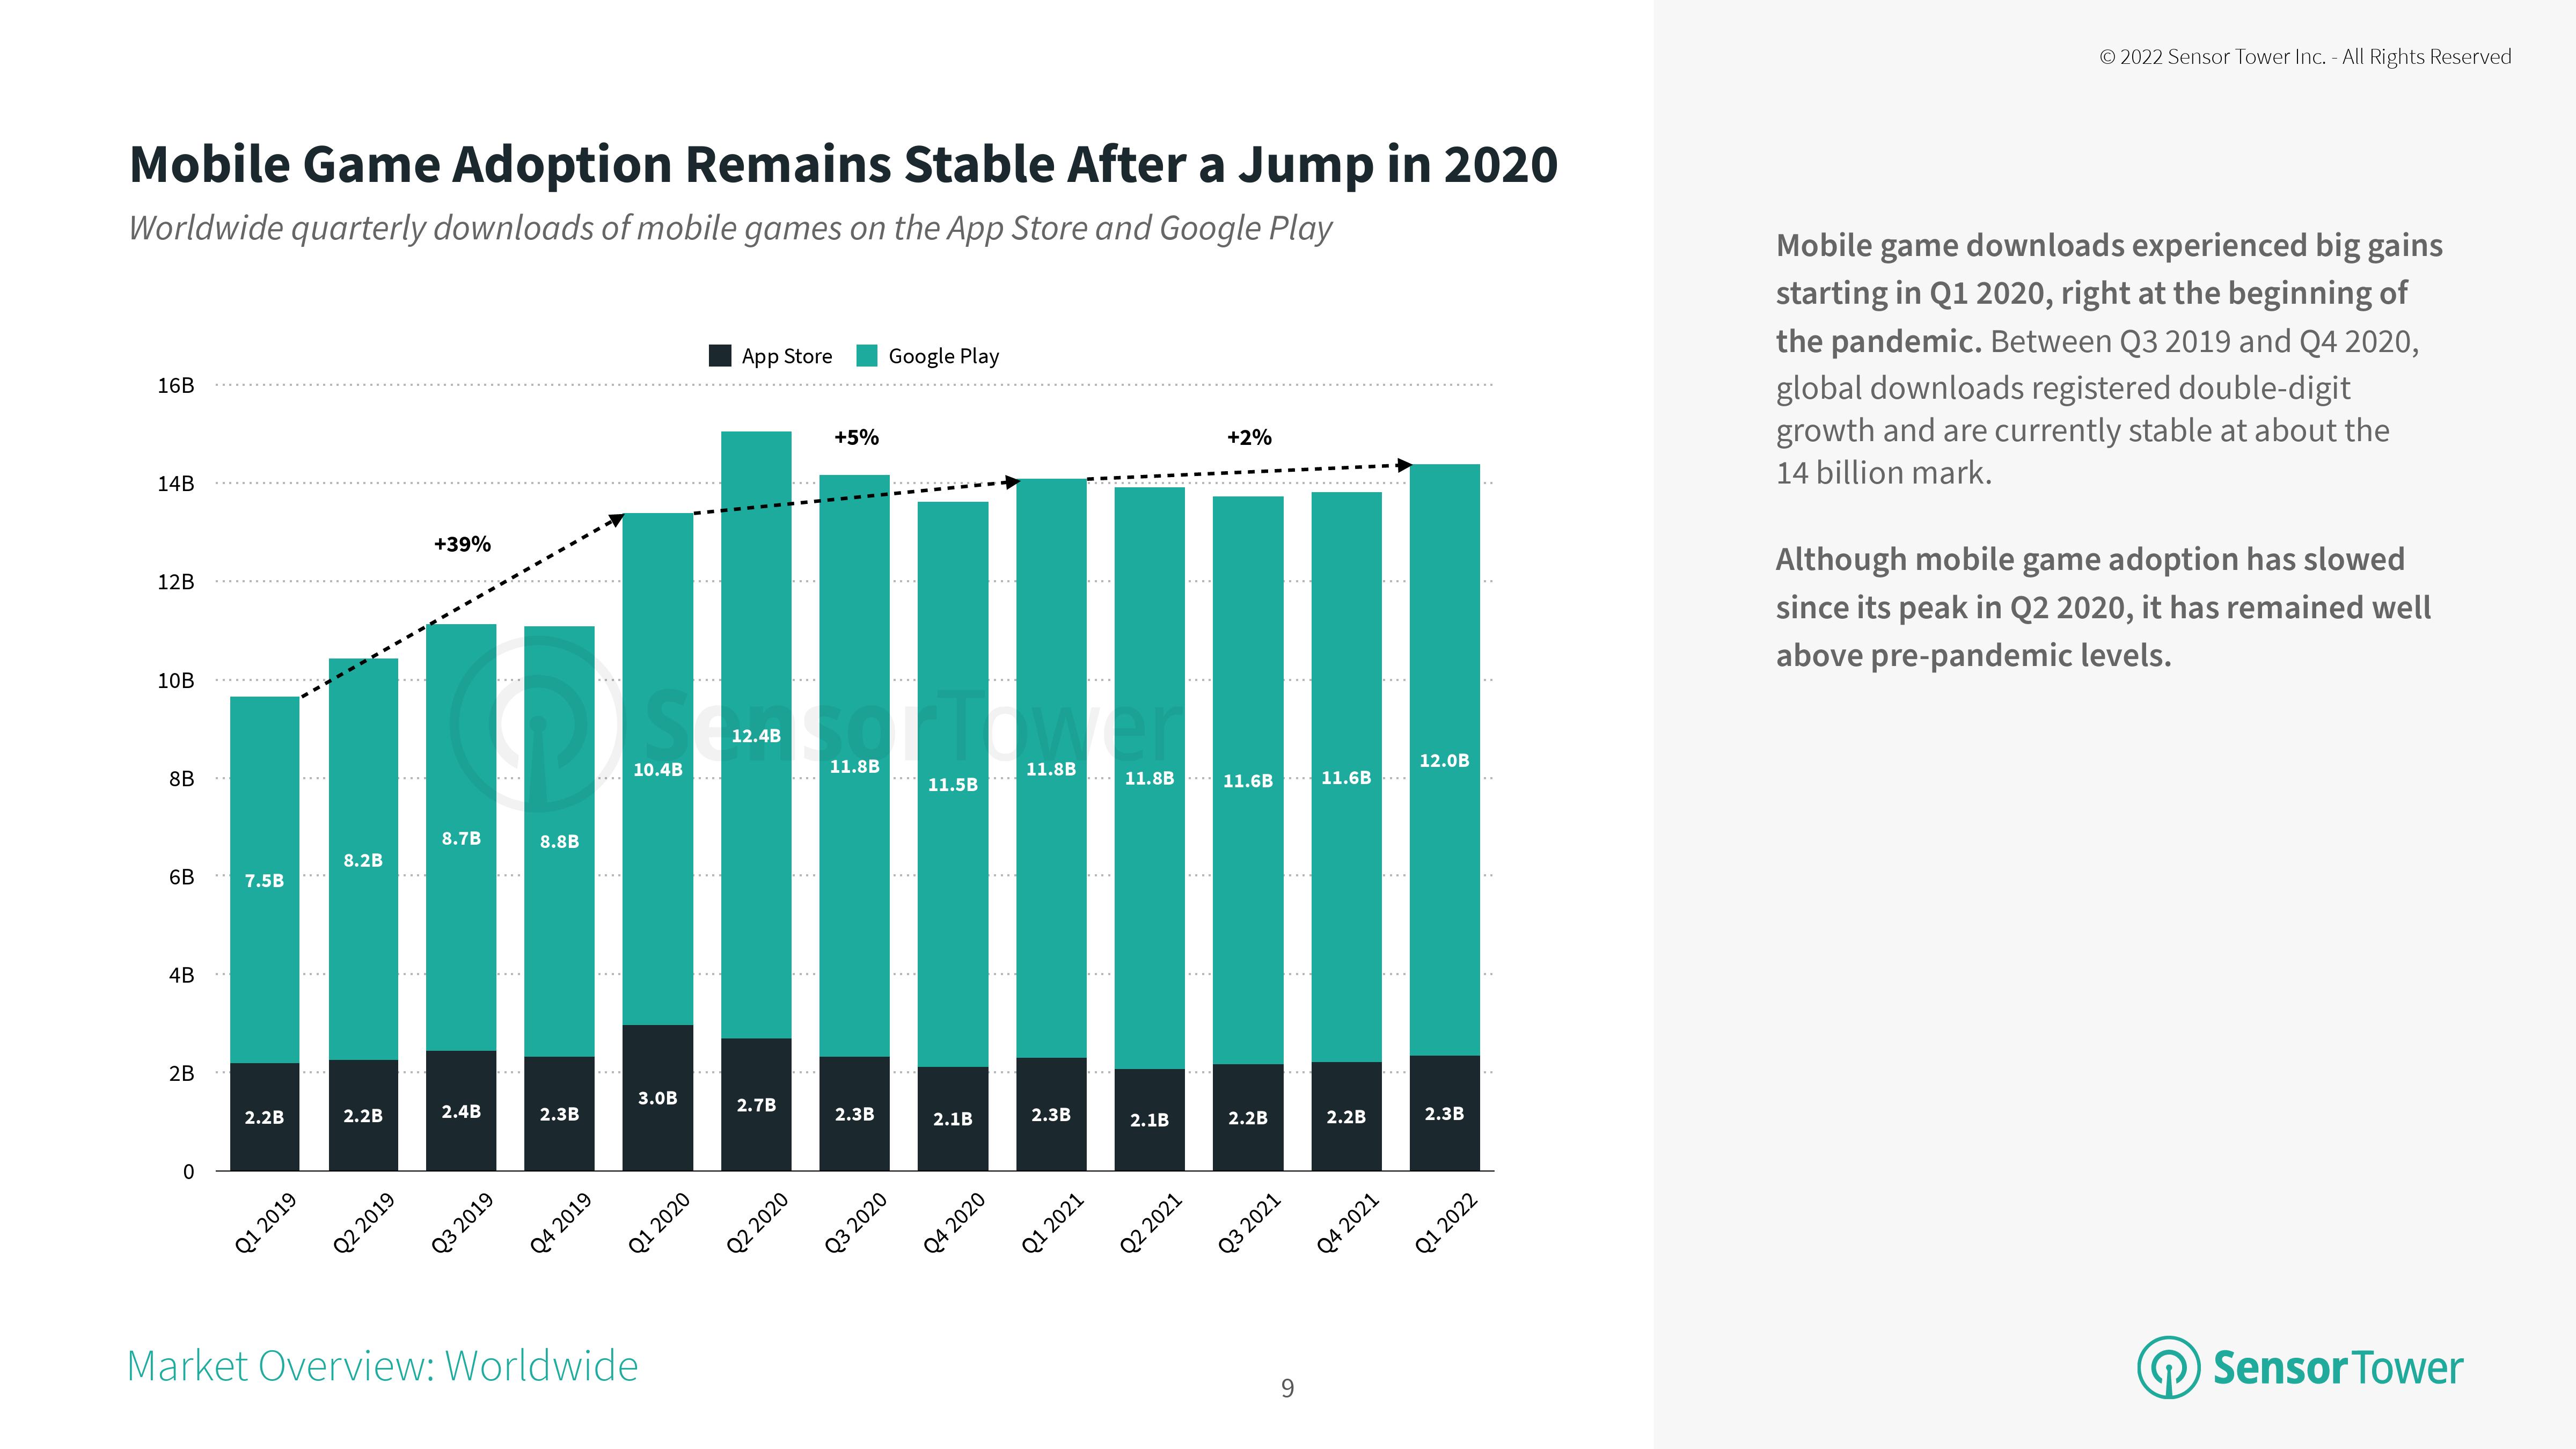 © 2022 Sensor Tower Inc. - All Rights Reserved
Mobile Game Adoption Remains Stable After a Jump in 2020
Worldwide quarterly downloads of mobile games on the App Store and Google Play
App Store
Google Play
16B
14B
12B
10B
8B
6B
4B
2B
0
+39%
+5%
+2%
7.5B
8.2B
8.7B
8.8B
10.4B
12.4B
11.8B
11.5B
11.8B
11.8B
11.6B
11.6B
12.0B
2.2B
2.2B
2.4B
2.3B
3.0B
2.7B
2.3B
2.1B
2.3B
2.1B
2.2B
2.2B
2.3B
SensorTower
Q1 2019
Q2 2019
Q3 2019
Q4 2019
Q1 2020
Q2 2020
Q3 2020
Q4 2020
Q1 2021
Q2 2021
Q3 2021
Q4 2021
Q1 2022
Mobile game downloads experienced big gains
starting in Q1 2020, right at the beginning of
the pandemic. Between Q3 2019 and Q4 2020,
global downloads registered double-digit
growth and are currently stable at about the
14 billion mark.
Although mobile game adoption has slowed
since its peak in Q2 2020, it has remained well
above pre-pandemic levels.
Market Overview: Worldwide
9
SensorTower